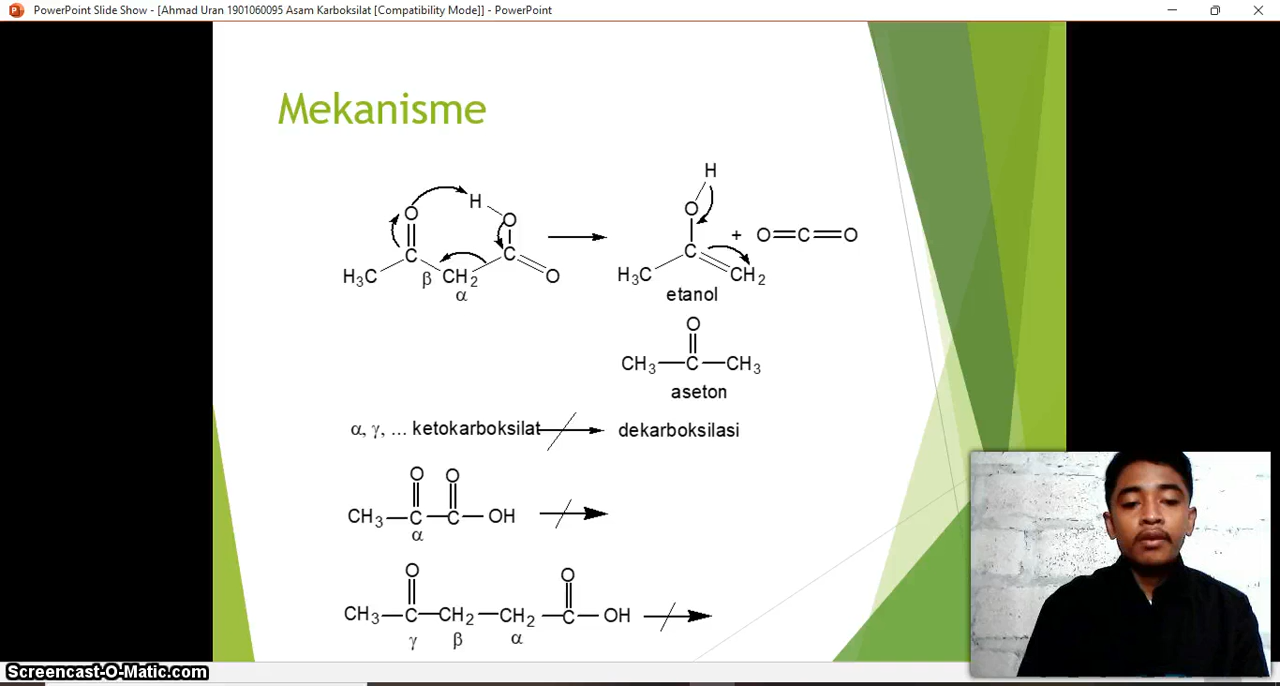 PowerPoint Slide Show - [Ahmad Uran 1901060095 Asam Karboksilat [Compatibility Mode]] - PowerPoint
Mekanisme
H
H
O
O
O
+ O=C=O
C
C
C
H₃C β CH₂ O
α
H₃C CH₂
etanol
O
CH₃—C—CH₃
aseton
α, γ, ... ketokarboksilat dekarboksilasi
O O
CH₃—C—C—OH
α
O O
CH₃—C—CH₂—CH₂—C—OH
γ β α
Screencast-O-Matic.com